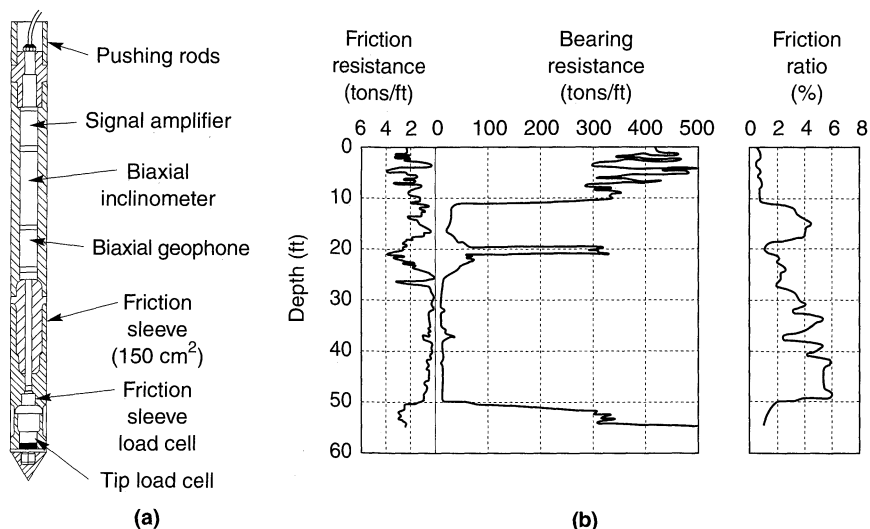 Pushing rods
Signal amplifier
Biaxial
inclinometer
Biaxial geophone
Friction
sleeve
(150 cm²)
Friction
sleeve
load cell
Tip load cell
(a)
Friction
resistance
(tons/ft)
Bearing
resistance
(tons/ft)
Friction
ratio
(%)
6 4 2 0 100 200 300 400 500
0 2 4 6 8
Depth (ft)
0
10
20
30
40
50
60
(b)